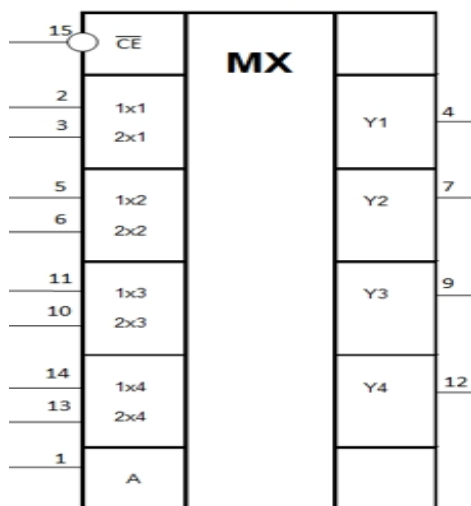 15 C̅E̅ MX
2 1x1 Y1 4
3 2x1
5 1x2 Y2 7
6 2x2
11 1x3 Y3 9
10 2x3
14 1x4 Y4 12
13 2x4
1 A